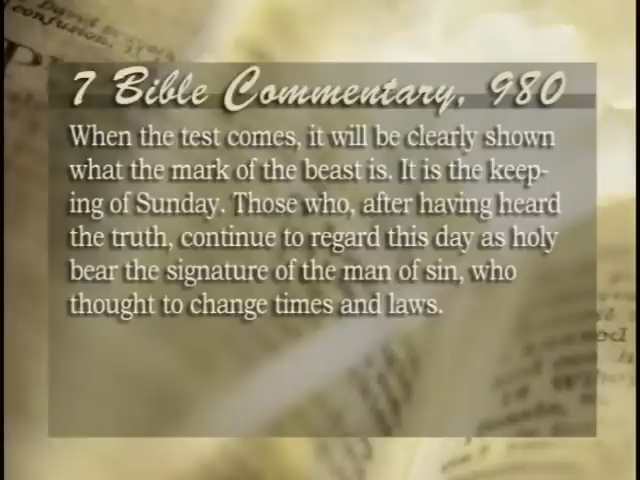 Bared
confusion.
7 Bible Commentary, 980
When the test comes, it will be clearly shown
what the mark of the beast is. It is the keep-
ing of Sunday. Those who, after having heard
the truth, continue to regard this day as holy
bear the signature of the man of sin, who
thought to change times and laws.